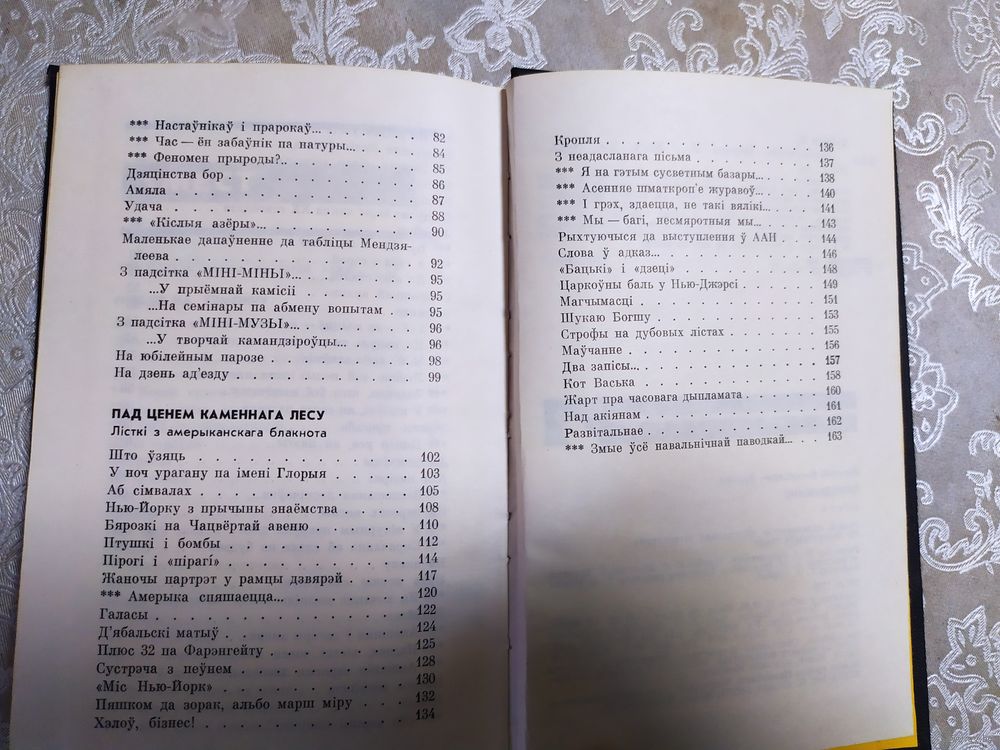 *** Настаўнікаў і прарокаў... . . . . . . 82
*** Час — ён забаўнік па натуры... . . . . 84
*** Феномен прыроды?.. . . . . . . . 85
Дзяцінства бор . . . . . . . . . . . 86
Амяла . . . . . . . . . . . . . 87
Удача . . . . . . . . . . . . . 88
*** «Кіслыя азёры»... . . . . . . . . 90
Маленькае дапаўненне да табліцы Мендзя-
леева . . . . . . . . . . . . . 92
З падсітка «МІНІ-МІНЫ»... . . . . . . . 95
...У прыёмнай камісіі . . . . . . . 95
...На семінары па абмену вопытам . . . . 95
З падсітка «МІНІ-МУЗЫ»... . . . . . . . 96
...У творчай камандзіроўцы... . . . . . 96
На юбілейным парозе . . . . . . . . . 98
На дзень ад'езду . . . . . . . . . . 99
ПАД ЦЕНЕМ КАМЕННАГА ЛЕСУ
Лісткі з амерыканскага блакнота
Што ўзяць . . . . . . . . . . . . 102
У ноч урагану па імені Глорыя . . . . . 103
Аб сімвалах . . . . . . . . . . . 105
Нью-Йорку з прычыны знаёмства . . . . 108
Бярозкі на Чацвёртай авеню . . . . . . 110
Птушкі і бомбы . . . . . . . . . . 112
Пірогі і «пірагі» . . . . . . . . . . 114
Жаночы партрэт у рамцы дзвярэй . . . . 117
*** Амерыка спяшаецца... . . . . . . . 120
Галасы . . . . . . . . . . . . . 122
Д'ябальскі матыў . . . . . . . . . . 124
Плюс 32 па Фарэнгейту . . . . . . . . 125
Сустрэча з пеўнем . . . . . . . . . 128
«Міс Нью-Йорк» . . . . . . . . . . 130
Пяшком да зорак, альбо марш міру . . . . 132
Хэлоў, бізнес! . . . . . . . . . . . 134
Кропля . . . . . . . . . . . . . 136
З неадасланага пісьма . . . . . . . . 137
*** Я на гэтым сусветным базары... . . . . 138
*** Асенняе шматкроп'е журавоў... . . . . 140
*** І грэх, здаецца, не такі вялікі... . . . . 141
*** Мы — багі, несмяротныя мы... . . . . . 143
Рыхтуючыся да выступлення ў ААН . . . . 144
Слова ў адказ... . . . . . . . . . . 146
«Бацькі» і «дзеці» . . . . . . . . . 148
Царкоўны баль у Нью-Джэрсі . . . . . . 149
Магчымасці . . . . . . . . . . . . 151
Шукаю Богшу . . . . . . . . . . . 153
Строфы на дубовых лістах . . . . . . . 155
Маўчанне . . . . . . . . . . . . 156
Два запісы... . . . . . . . . . . . 157
Кот Васька . . . . . . . . . . . . 158
Жарт пра часовага дыпламата . . . . . . 160
Над акіянам . . . . . . . . . . . 161
Развітальнае . . . . . . . . . . . 162
*** Змые ўсё навальнічнай паводкай... . . . 163